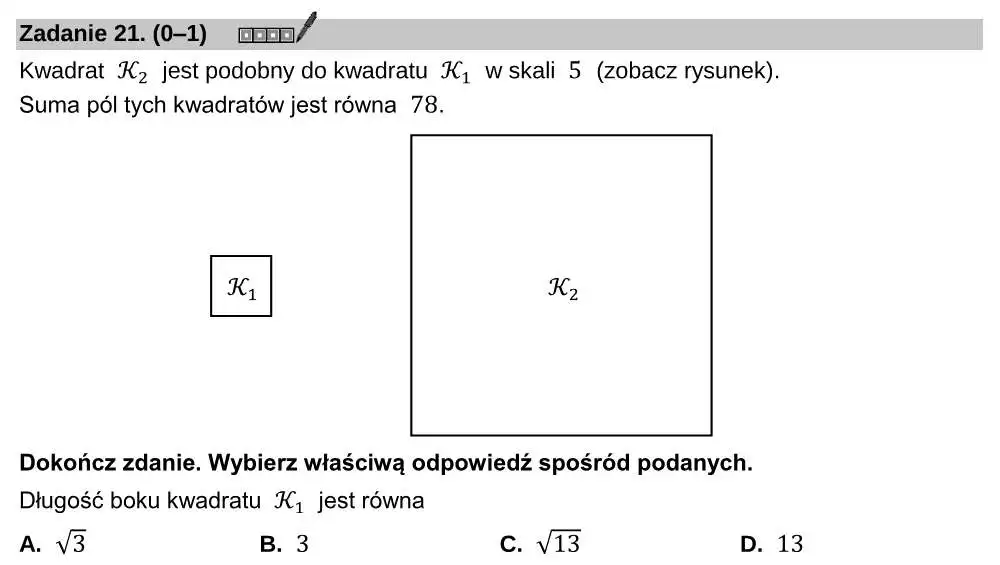 Zadanie 21. (0–1)
Kwadrat 𝒦₂ jest podobny do kwadratu 𝒦₁ w skali 5 (zobacz rysunek).
Suma pól tych kwadratów jest równa 78.
𝒦₁
𝒦₂
Dokończ zdanie. Wybierz właściwą odpowiedź spośród podanych.
Długość boku kwadratu 𝒦₁ jest równa
A. √3 B. 3 C. √13 D. 13